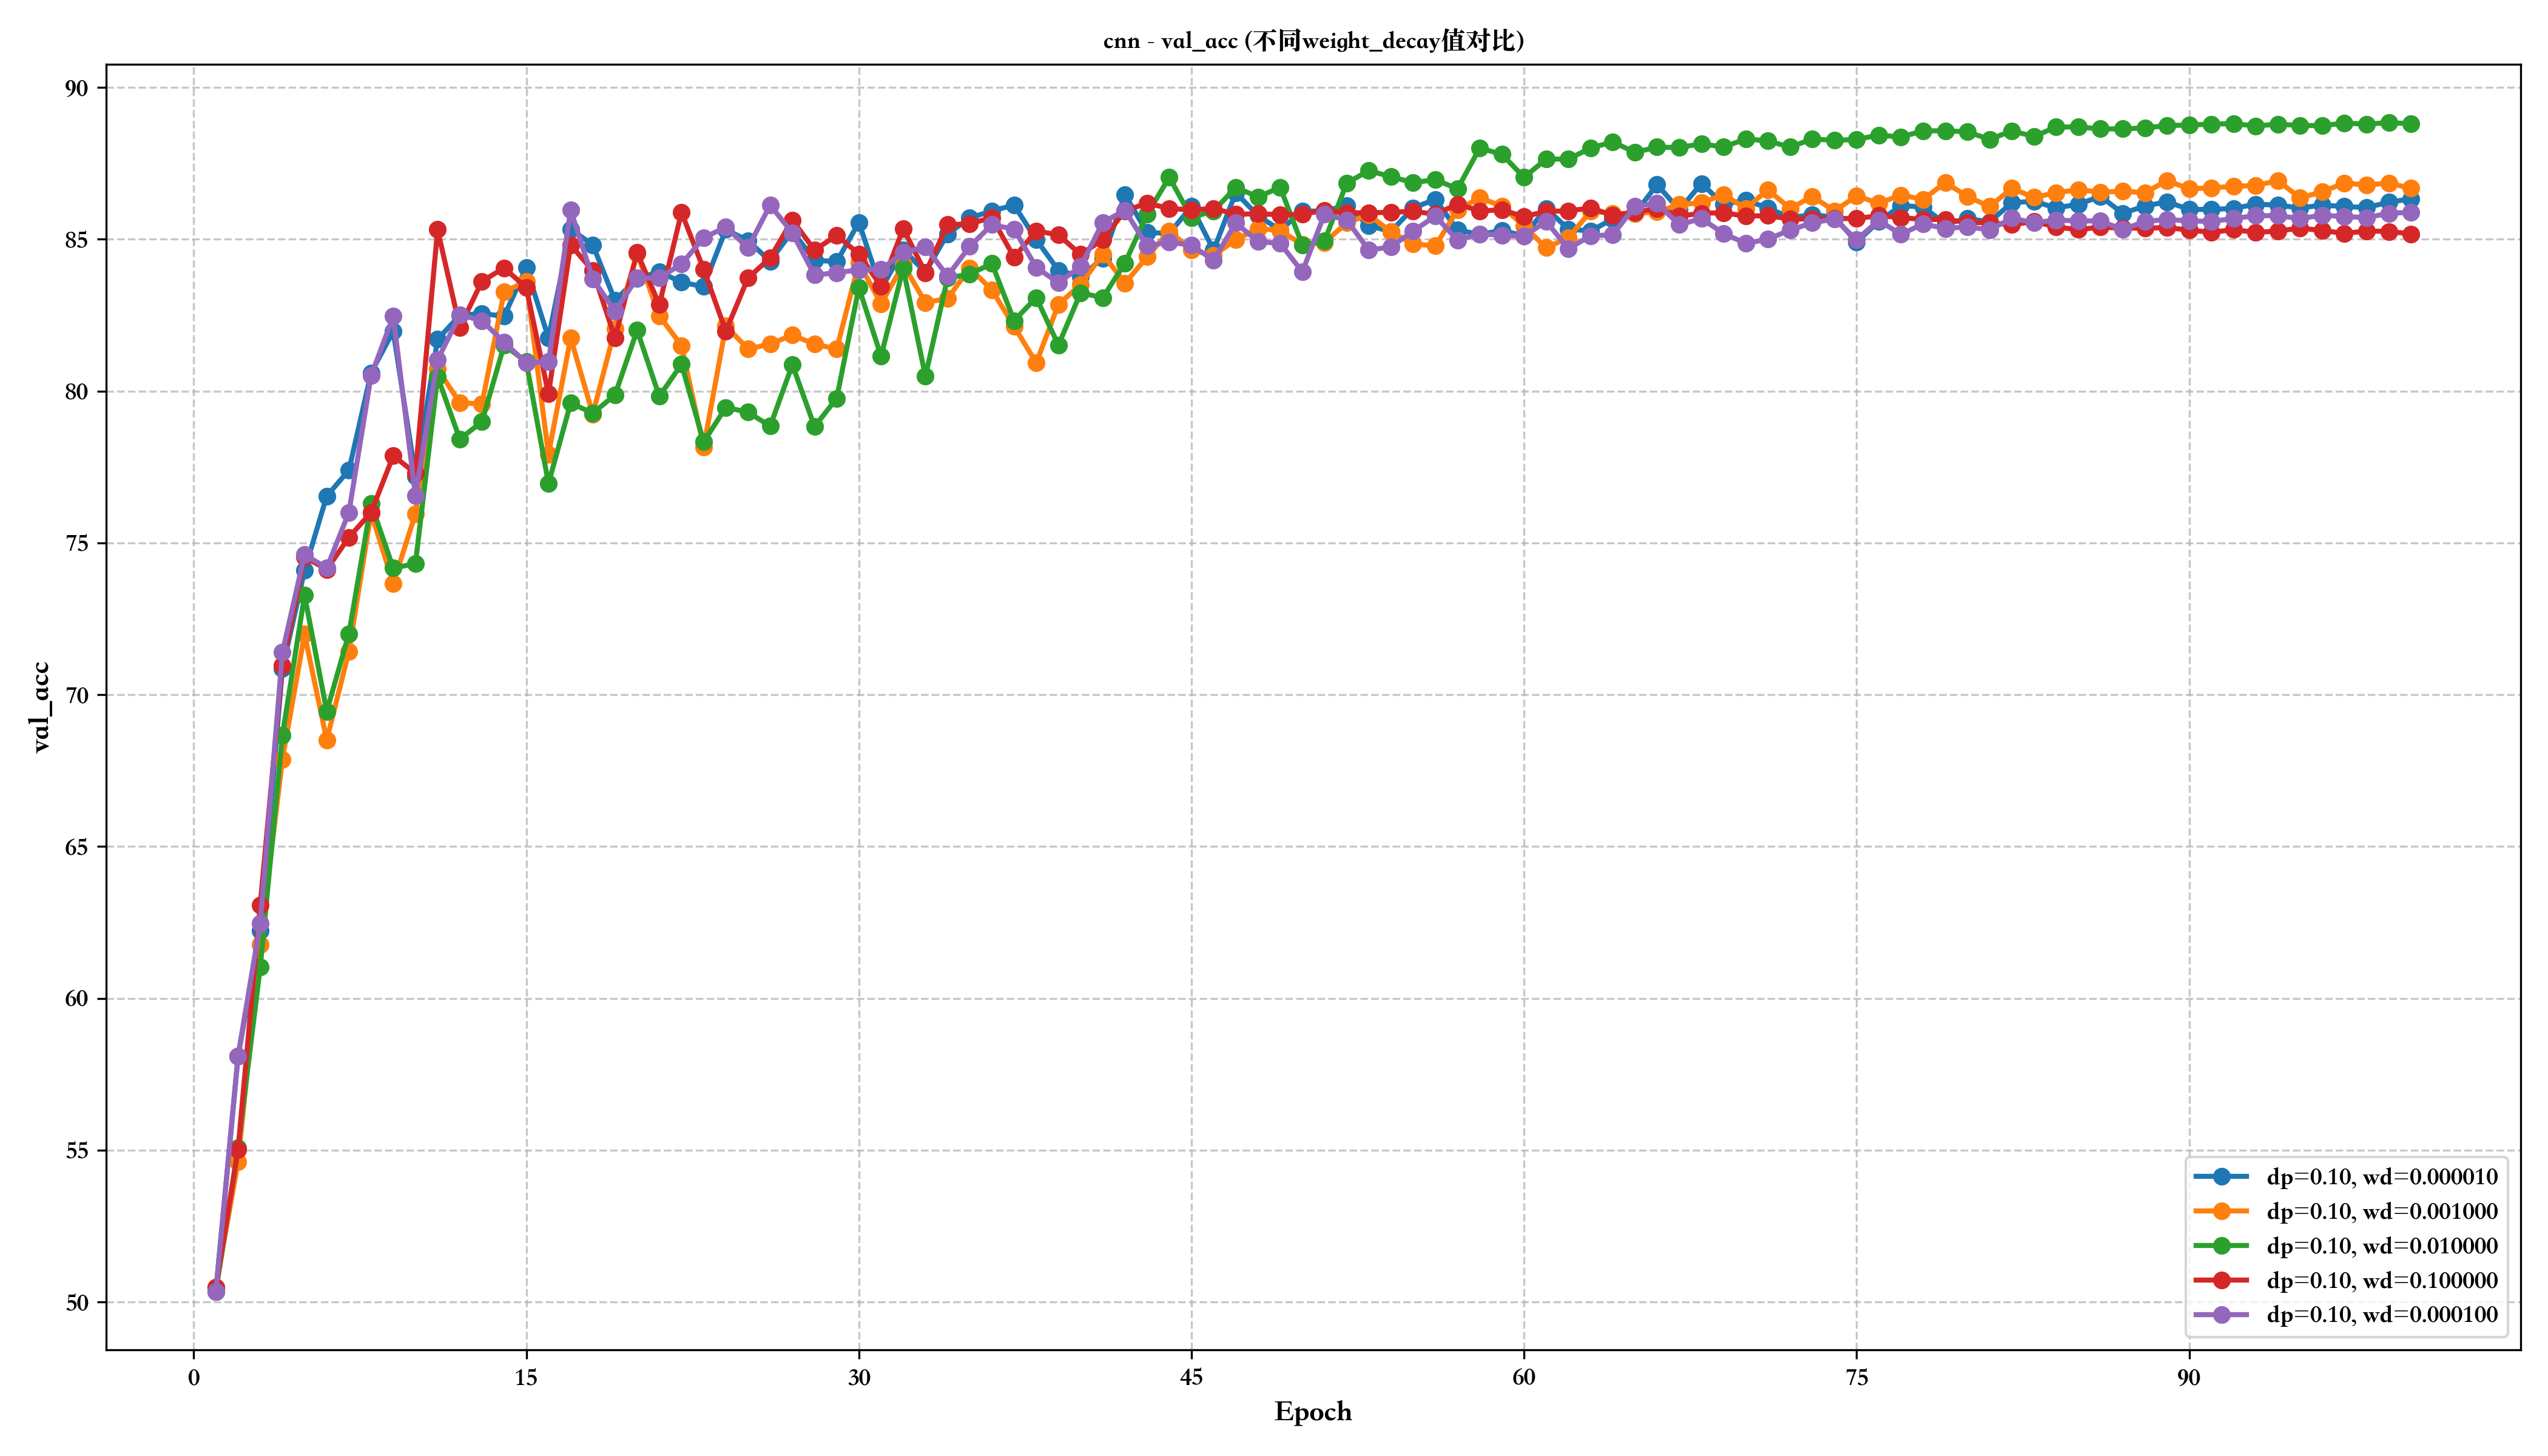 cnn - val_acc (不同weight_decay值对比)
val_acc
90
85
80
75
70
65
60
55
50
0 15 30 45 60 75 90
Epoch
dp=0.10, wd=0.000010
dp=0.10, wd=0.001000
dp=0.10, wd=0.010000
dp=0.10, wd=0.100000
dp=0.10, wd=0.000100